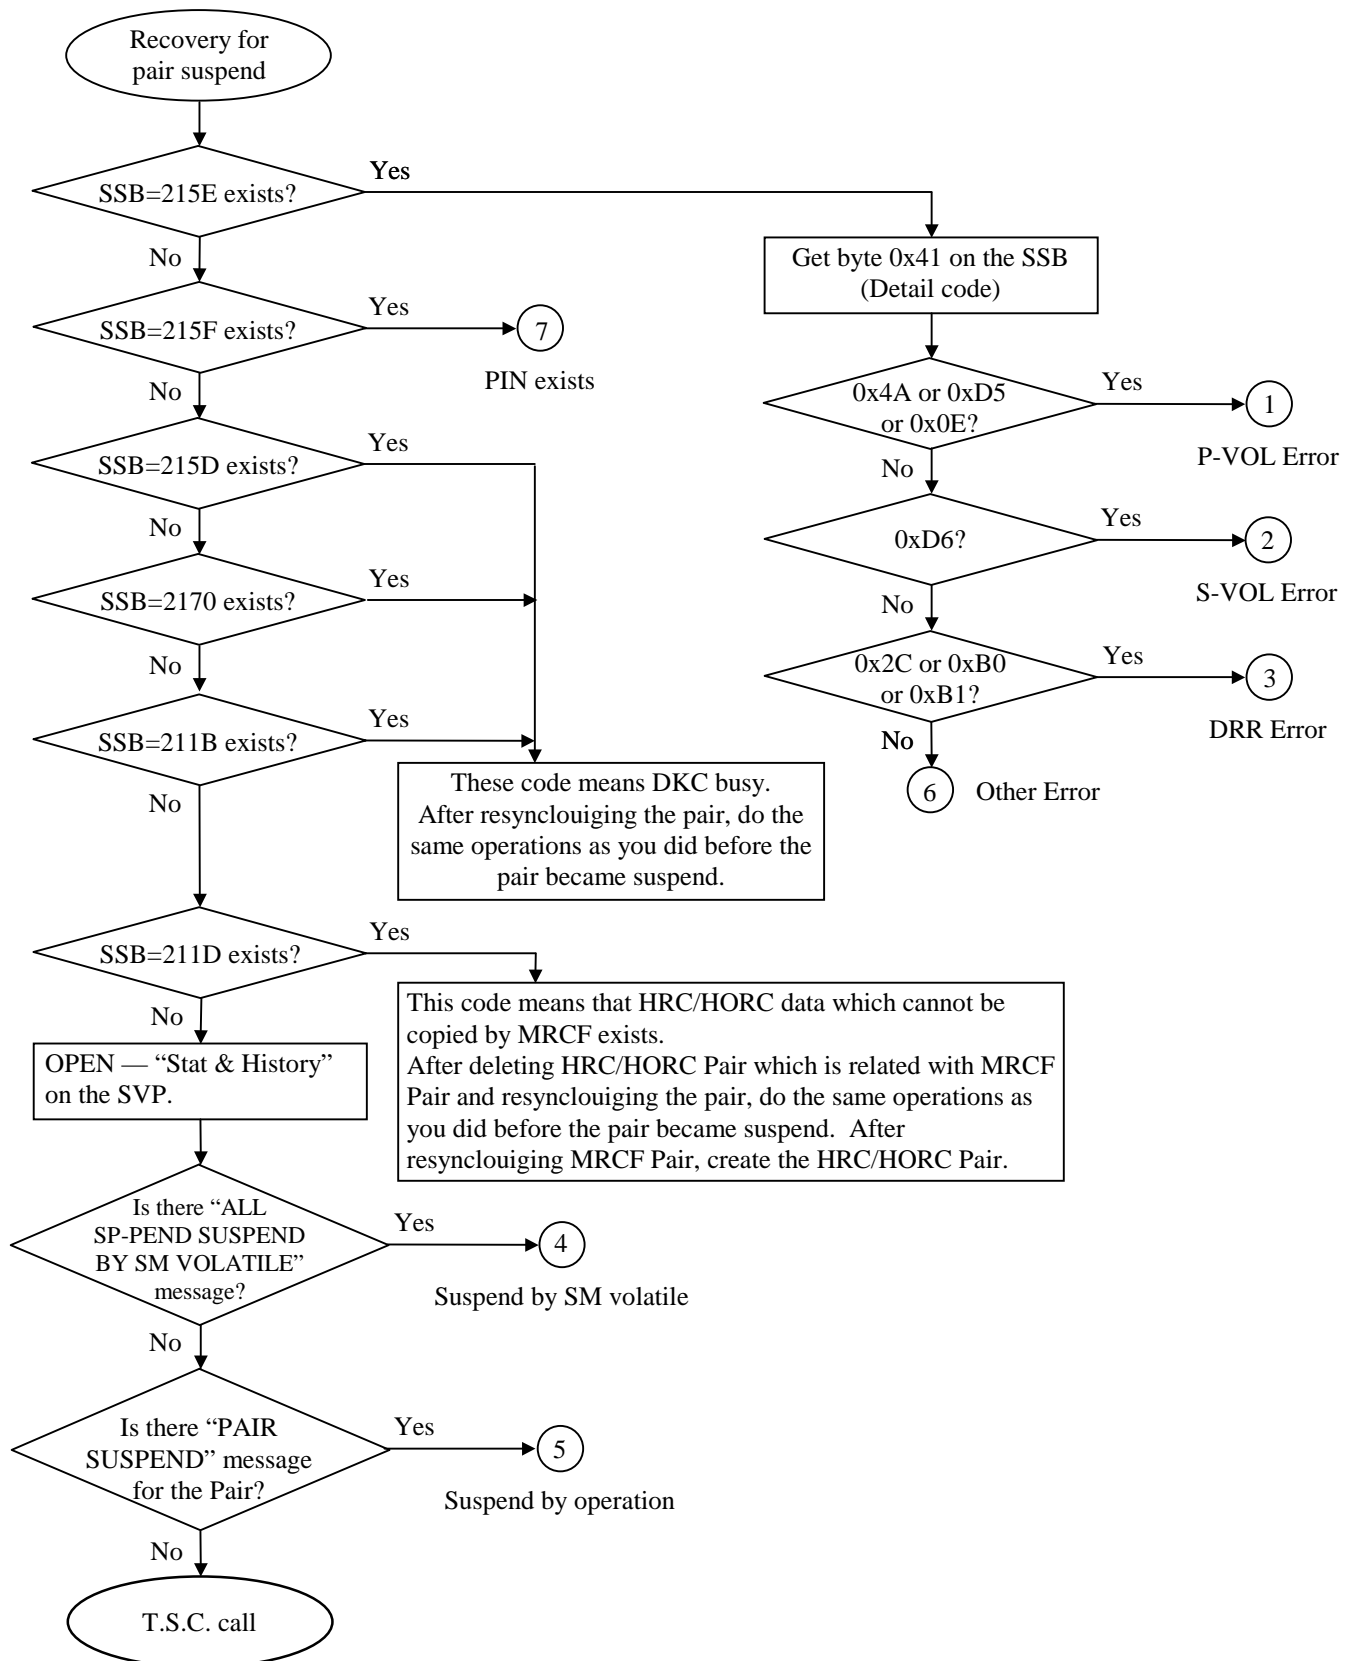 Recovery for
pair suspend
SSB=215E exists?
Yes
No
Get byte 0x41 on the SSB
(Detail code)
SSB=215F exists?
Yes
7
PIN exists
No
0x4A or 0xD5
or 0x0E?
Yes
1
P-VOL Error
No
SSB=215D exists?
Yes
No
0xD6?
Yes
2
S-VOL Error
No
SSB=2170 exists?
Yes
No
0x2C or 0xB0
or 0xB1?
Yes
3
DRR Error
No
6
Other Error
SSB=211B exists?
Yes
No
These code means DKC busy.
After resynclouiging the pair, do the
same operations as you did before the
pair became suspend.
SSB=211D exists?
Yes
No
This code means that HRC/HORC data which cannot be
copied by MRCF exists.
After deleting HRC/HORC Pair which is related with MRCF
Pair and resynclouiging the pair, do the same operations as
you did before the pair became suspend.  After
resynclouiging MRCF Pair, create the HRC/HORC Pair.
OPEN — “Stat & History”
on the SVP.
Is there “ALL
SP-PEND SUSPEND
BY SM VOLATILE”
message?
Yes
4
Suspend by SM volatile
No
Is there “PAIR
SUSPEND” message
for the Pair?
Yes
5
Suspend by operation
No
T.S.C. call